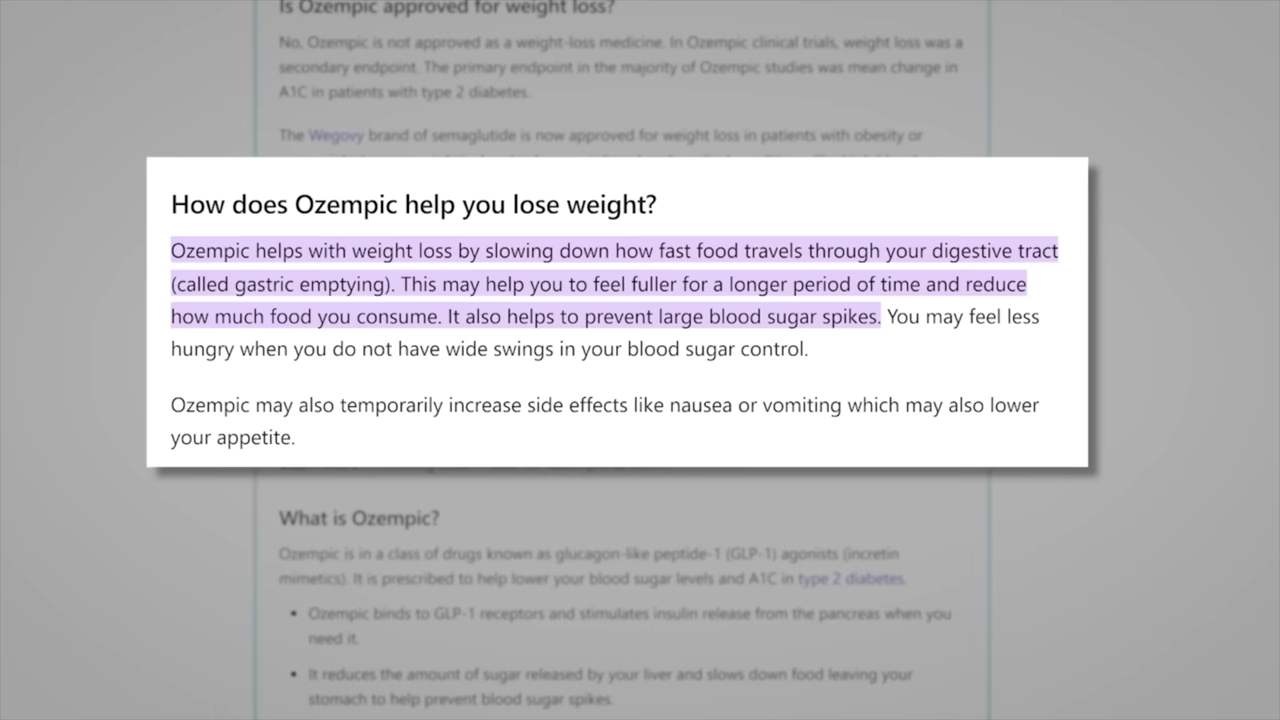 Is Ozempic approved for weight loss?
No, Ozempic is not approved as a weight-loss medicine. In Ozempic clinical trials, weight loss was a
secondary endpoint. The primary endpoint in the majority of Ozempic studies was mean change in
A1C in patients with type 2 diabetes.
The Wegovy brand of semaglutide is now approved for weight loss in patients with obesity or
How does Ozempic help you lose weight?
Ozempic helps with weight loss by slowing down how fast food travels through your digestive tract
(called gastric emptying). This may help you to feel fuller for a longer period of time and reduce
how much food you consume. It also helps to prevent large blood sugar spikes. You may feel less
hungry when you do not have wide swings in your blood sugar control.
Ozempic may also temporarily increase side effects like nausea or vomiting which may also lower
your appetite.
What is Ozempic?
Ozempic is in a class of drugs known as glucagon-like peptide-1 (GLP-1) agonists (incretin
mimetics). It is prescribed to help lower your blood sugar levels and A1C in type 2 diabetes.
• Ozempic binds to GLP-1 receptors and stimulates insulin release from the pancreas when you
need it.
• It reduces the amount of sugar released by your liver and slows down food leaving your
stomach to help prevent blood sugar spikes.